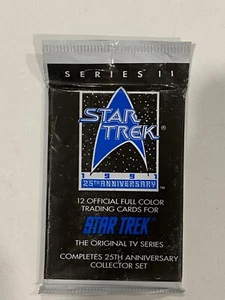 SERIES II
STAR
TREK
1991
25TH ANNIVERSARY
12 OFFICIAL FULL COLOR
TRADING CARDS FOR
STAR TREK
THE ORIGINAL TV SERIES
COMPLETES 25TH ANNIVERSARY
COLLECTOR SET